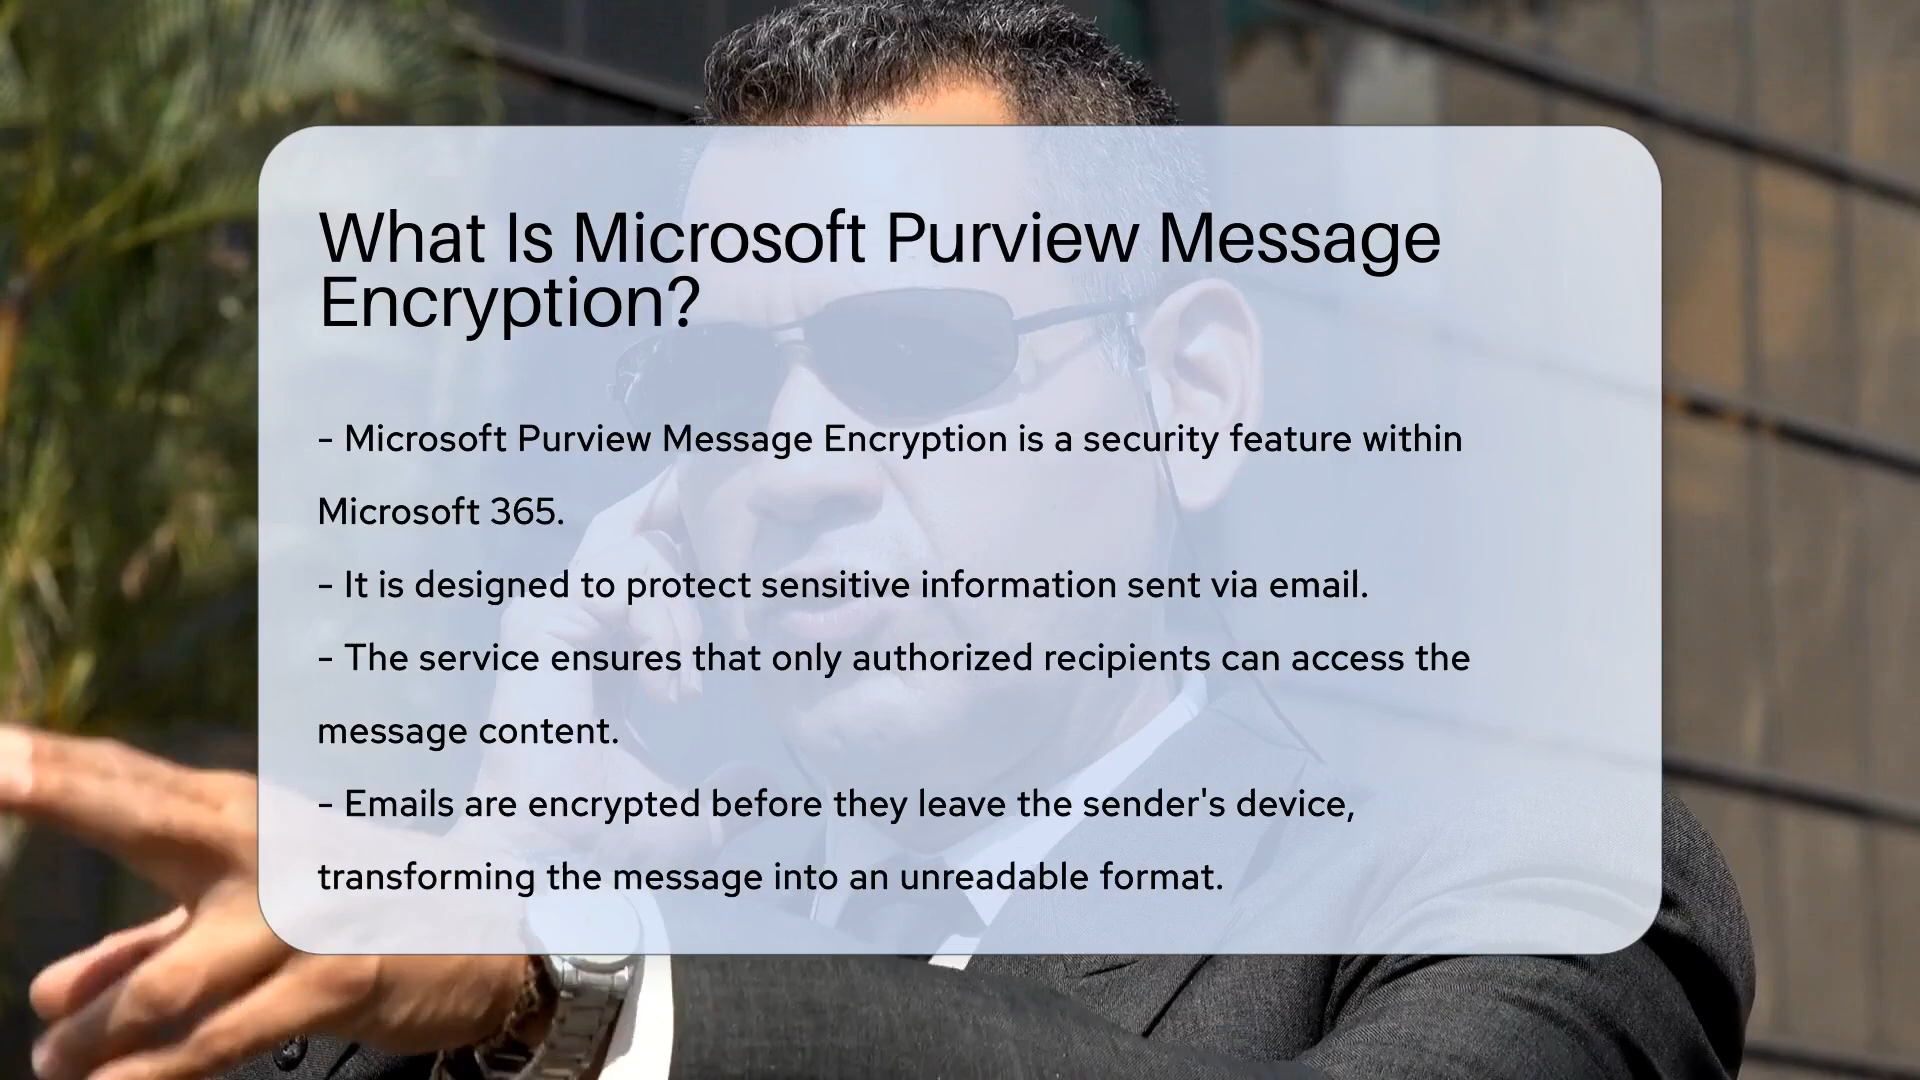 What Is Microsoft Purview Message
Encryption?
- Microsoft Purview Message Encryption is a security feature within
Microsoft 365.
- It is designed to protect sensitive information sent via email.
- The service ensures that only authorized recipients can access the
message content.
- Emails are encrypted before they leave the sender's device,
transforming the message into an unreadable format.